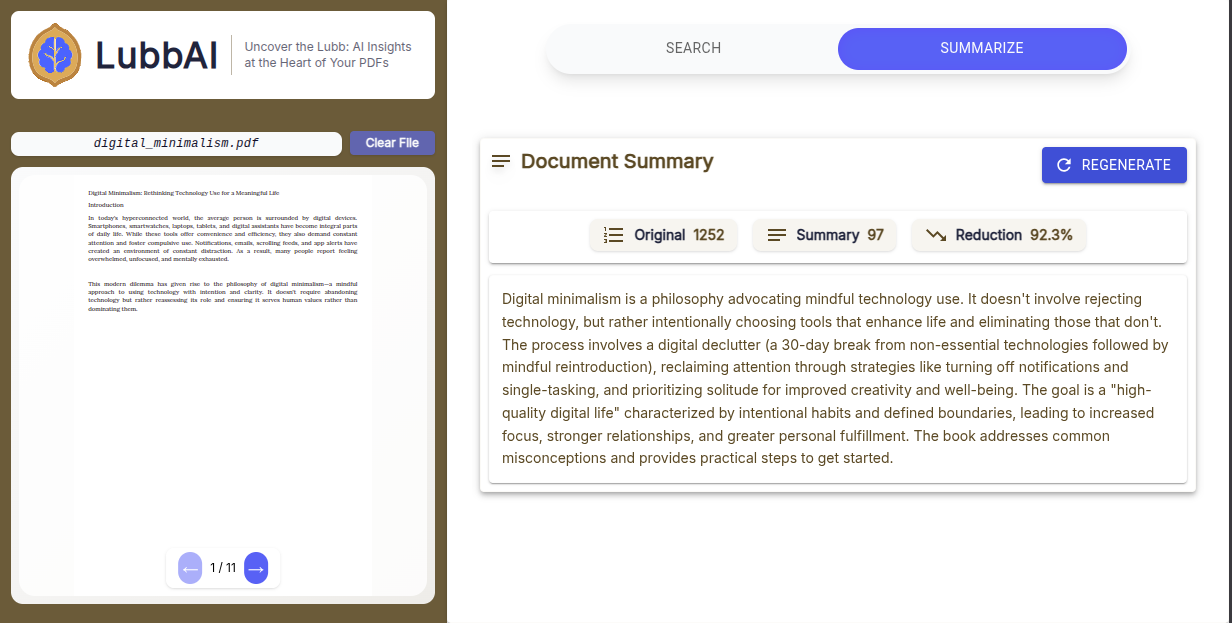 LubbAI
Uncover the Lubb: AI Insights
at the Heart of Your PDFs
digital_minimalism.pdf
Clear File
Digital Minimalism: Rethinking Technology Use for a Meaningful Life
Introduction
In today's hyperconnected world, the average person is surrounded by digital devices.
Smartphones, smartwatches, laptops, tablets, and digital assistants have become integral parts
of daily life. While these tools offer convenience and efficiency, they also demand constant
attention and foster compulsive use. Notifications, emails, scrolling feeds, and app alerts have
created an environment of constant distraction. As a result, many people report feeling
overwhelmed, unfocused, and mentally exhausted.
This modern dilemma has given rise to the philosophy of digital minimalism—a mindful
approach to using technology with intention and clarity. It doesn't require abandoning
technology but rather reassessing its role and ensuring it serves human values rather than
dominating them.
←
1 / 11
→
SEARCH
SUMMARIZE
Document Summary
REGENERATE
Original 1252
Summary 97
Reduction 92.3%
Digital minimalism is a philosophy advocating mindful technology use. It doesn't involve rejecting
technology, but rather intentionally choosing tools that enhance life and eliminating those that don't.
The process involves a digital declutter (a 30-day break from non-essential technologies followed by
mindful reintroduction), reclaiming attention through strategies like turning off notifications and
single-tasking, and prioritizing solitude for improved creativity and well-being. The goal is a "high-
quality digital life" characterized by intentional habits and defined boundaries, leading to increased
focus, stronger relationships, and greater personal fulfillment. The book addresses common
misconceptions and provides practical steps to get started.